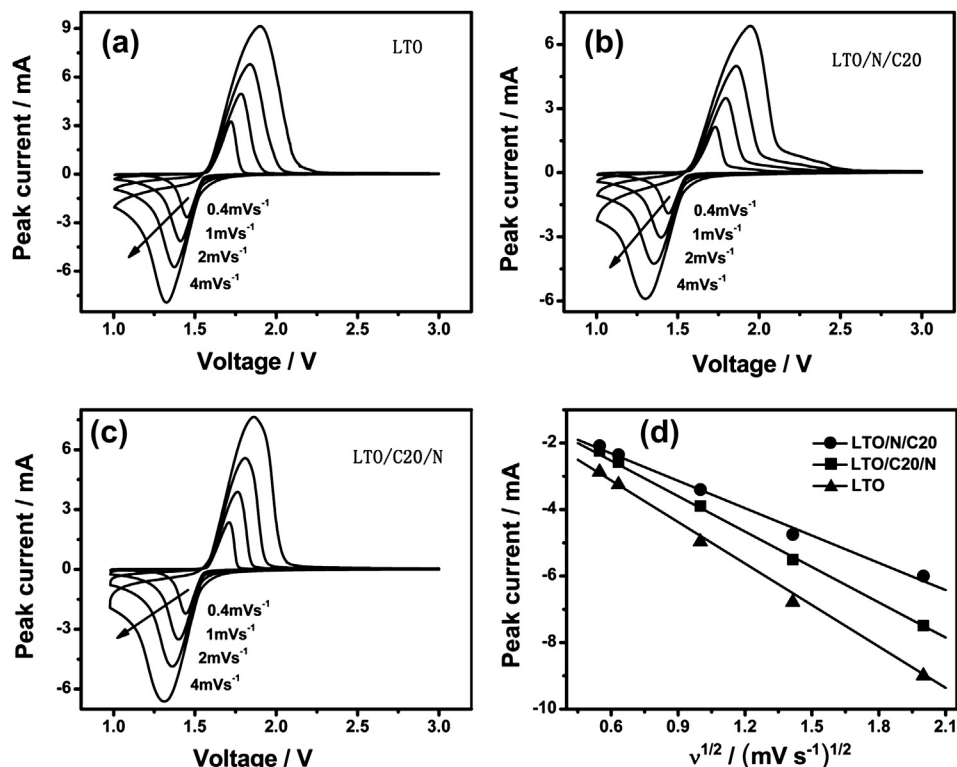 (a)
LTO
Peak current / mA
9
6
3
0
-3
-6
0.4mVs-1
1mVs-1
2mVs-1
4mVs-1
1.0 1.5 2.0 2.5 3.0
Voltage / V
(b)
LTO/N/C20
Peak current / mA
6
3
0
-3
-6
0.4mVs-1
1mVs-1
2mVs-1
4mVs-1
1.0 1.5 2.0 2.5 3.0
Voltage / V
(c)
LTO/C20/N
Peak current / mA
6
3
0
-3
-6
0.4mVs-1
1mVs-1
2mVs-1
4mVs-1
1.0 1.5 2.0 2.5 3.0
Voltage / V
(d)
LTO/N/C20
LTO/C20/N
LTO
Peak current / mA
-2
-4
-6
-8
-10
0.6 0.9 1.2 1.5 1.8 2.1
ν1/2 / (mV s-1)1/2